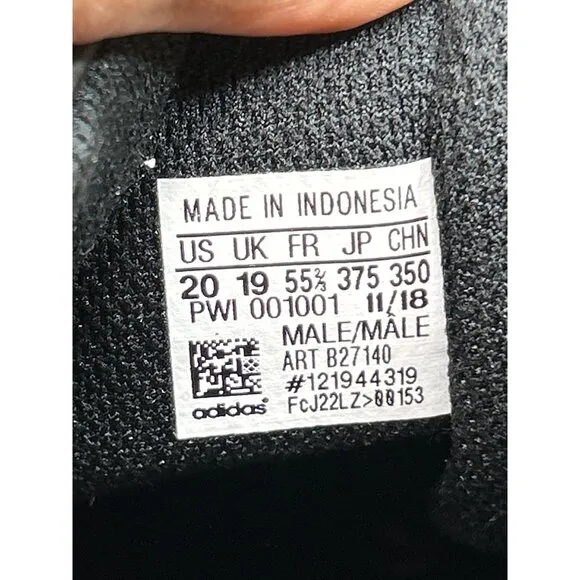 MADE IN INDONESIA
US UK FR JP CHN
20 19 55⅔ 375 350
PWI 001001 11/18
MALE/MÂLE
ART B27140
#121944319
adidas FcJ22LZ>00153